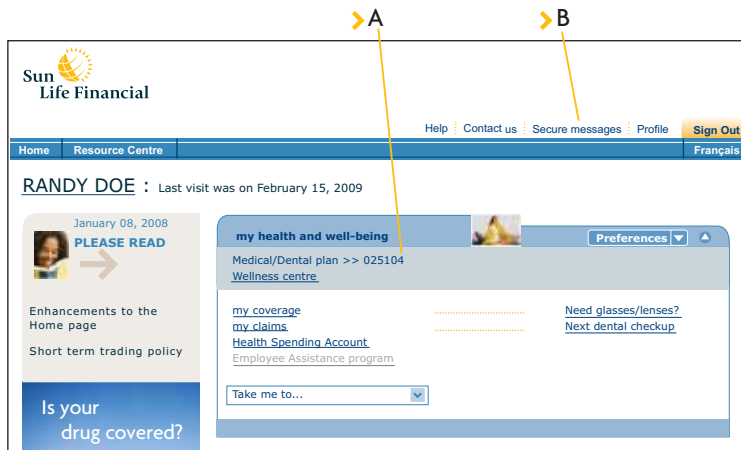 A
B
Sun
Life Financial
Help Contact us Secure messages Profile Sign Out
Home Resource Centre Français
RANDY DOE : Last visit was on February 15, 2009
January 08, 2008
PLEASE READ
Enhancements to the
Home page
Short term trading policy
Is your
drug covered?
my health and well-being Preferences
Medical/Dental plan >> 025104
Wellness centre
my coverage Need glasses/lenses?
my claims Next dental checkup
Health Spending Account
Employee Assistance program
Take me to...